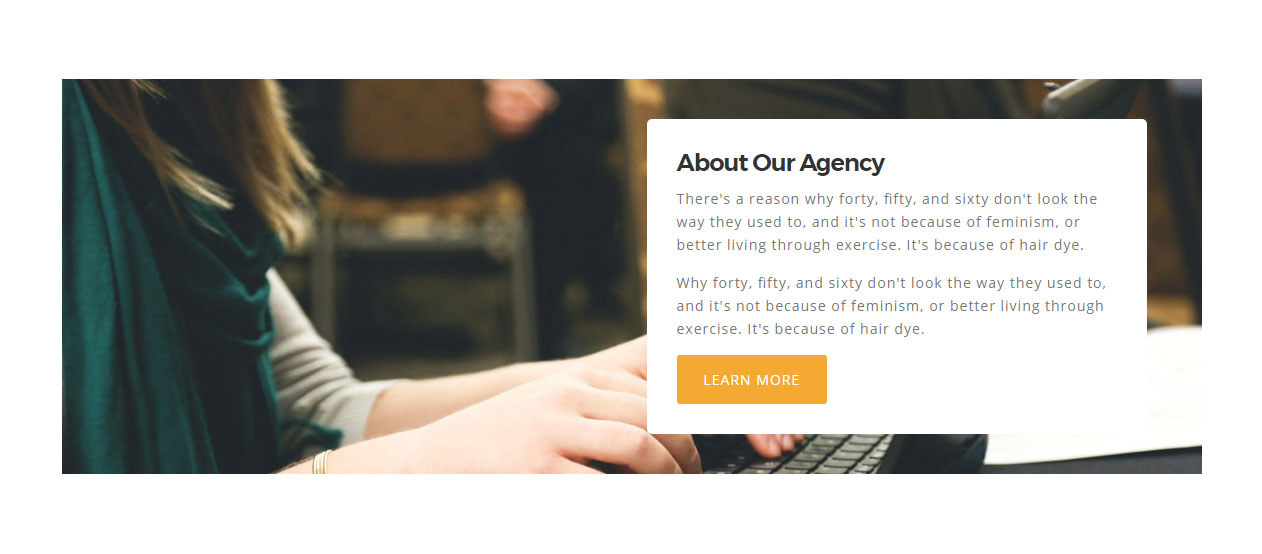 About Our Agency
There's a reason why forty, fifty, and sixty don't look the
way they used to, and it's not because of feminism, or
better living through exercise. It's because of hair dye.
Why forty, fifty, and sixty don't look the way they used to,
and it's not because of feminism, or better living through
exercise. It's because of hair dye.
LEARN MORE